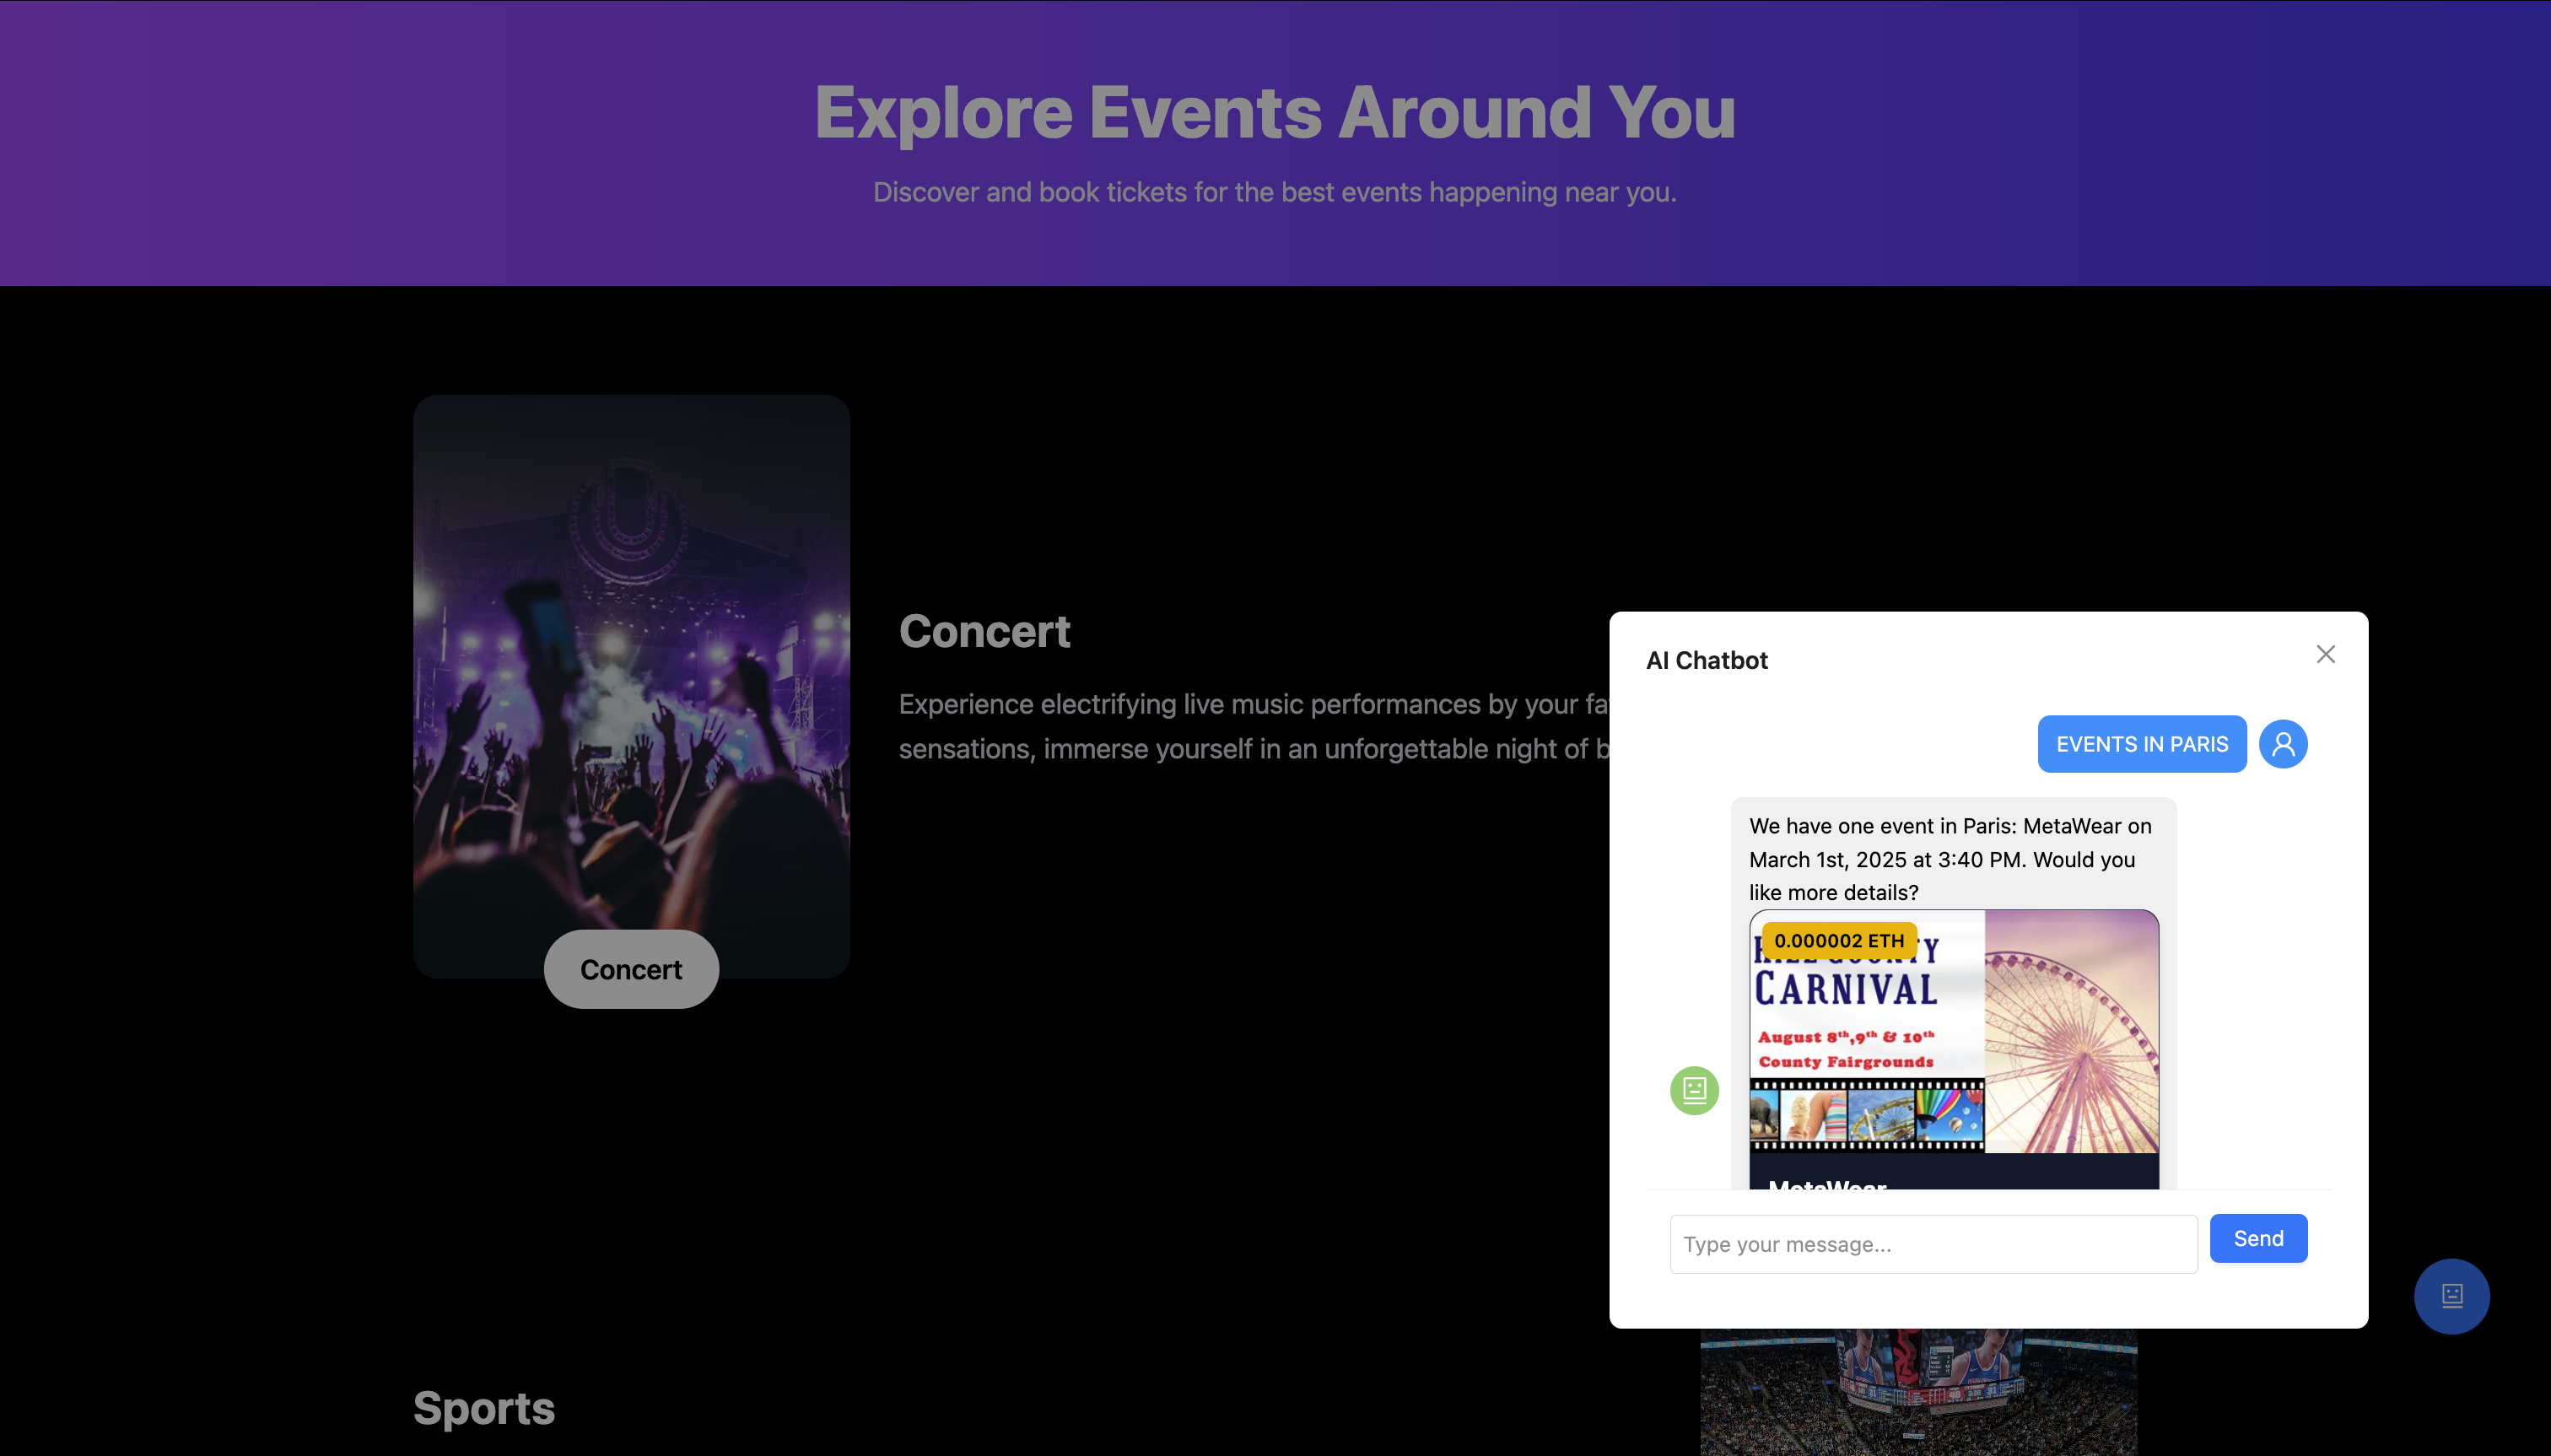 Explore Events Around You
Discover and book tickets for the best events happening near you.
Concert
Experience electrifying live music performances by your fa
sensations, immerse yourself in an unforgettable night of b
Concert
Sports
AI Chatbot
EVENTS IN PARIS
We have one event in Paris: MetaWear on
March 1st, 2025 at 3:40 PM. Would you
like more details?
0.000002 ETH
CARNIVAL
August 8th,9th & 10th
County Fairgrounds
MetaWear
Type your message...
Send